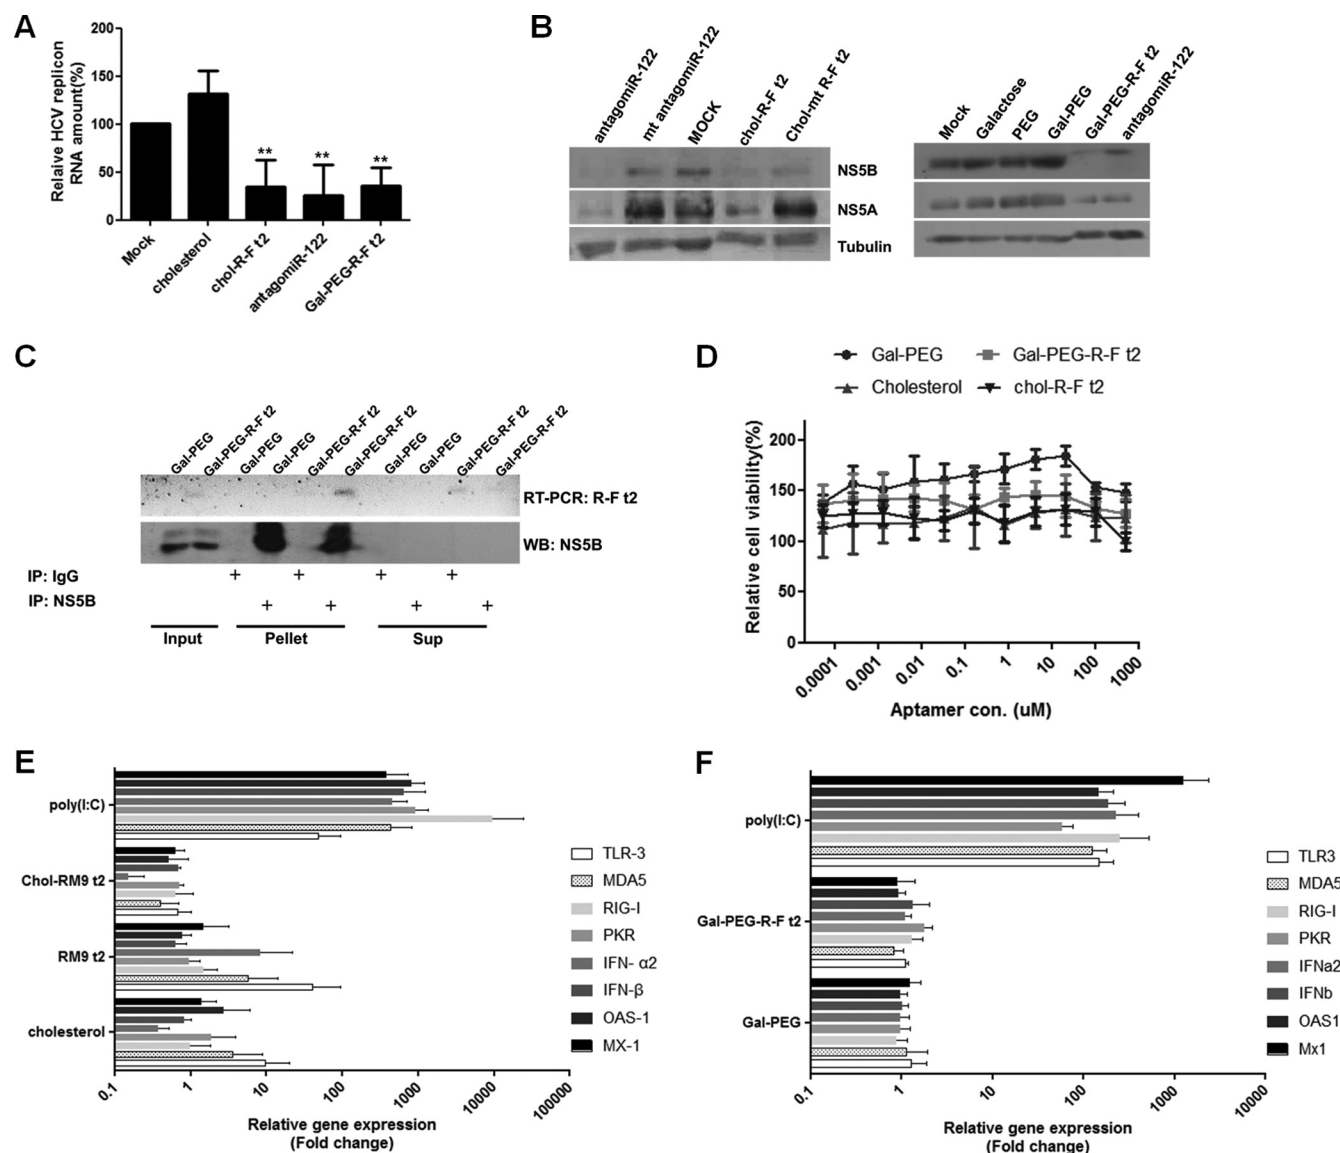 A
Relaive HCV replicon
RNA amount(%)
200
150
100
50
0
**
**
**
Mock
cholesterol
chol-R-F t2
antagomiR-122
Gal-PEG-R-F t2
B
antagomiR-122
mt antagomiR-122
MOCK
chol-R-F t2
Chol-mt R-F t2
NS5B
NS5A
Tubulin
Mock
Galactose
PEG
Gal-PEG
Gal-PEG-R-F t2
antagomiR-122
C
Gal-PEG
Gal-PEG-R-F t2
Gal-PEG
Gal-PEG
Gal-PEG-R-F t2
Gal-PEG-R-F t2
Gal-PEG
Gal-PEG
Gal-PEG-R-F t2
Gal-PEG-R-F t2
RT-PCR: R-F t2
WB: NS5B
IP: IgG + + + +
IP: NS5B + + + +
Input Pellet Sup
D
Gal-PEG Gal-PEG-R-F t2
Cholesterol chol-R-F t2
Relative cell viability(%)
200
150
100
50
0
0.0001 0.001 0.01 0.1 1 10 100 1000
Aptamer con. (uM)
E
poly(I:C)
Chol-RM9 t2
RM9 t2
cholesterol
0.1 1 10 100 1000 10000 100000
Relative gene expression
(Fold change)
TLR-3
MDA5
RIG-I
PKR
IFN- α2
IFN-β
OAS-1
MX-1
F
poly(I:C)
Gal-PEG-R-F t2
Gal-PEG
0.1 1 10 100 1000 10000
Relative gene expression
(Fold change)
TLR3
MDA5
RIG-I
PKR
IFNa2
IFNb
OAS1
Mx1